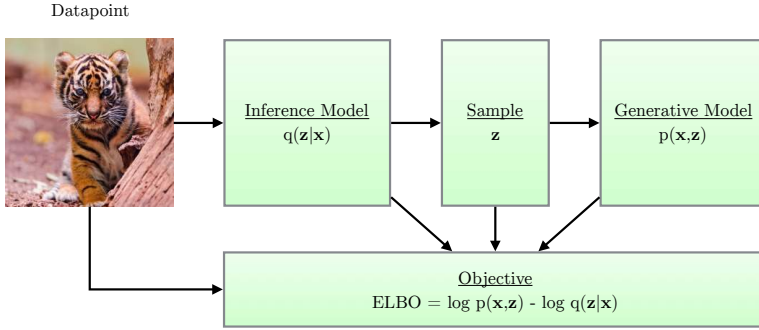 Datapoint
Inference Model
q(z|x)
Sample
z
Generative Model
p(x,z)
Objective
ELBO = log p(x,z) - log q(z|x)